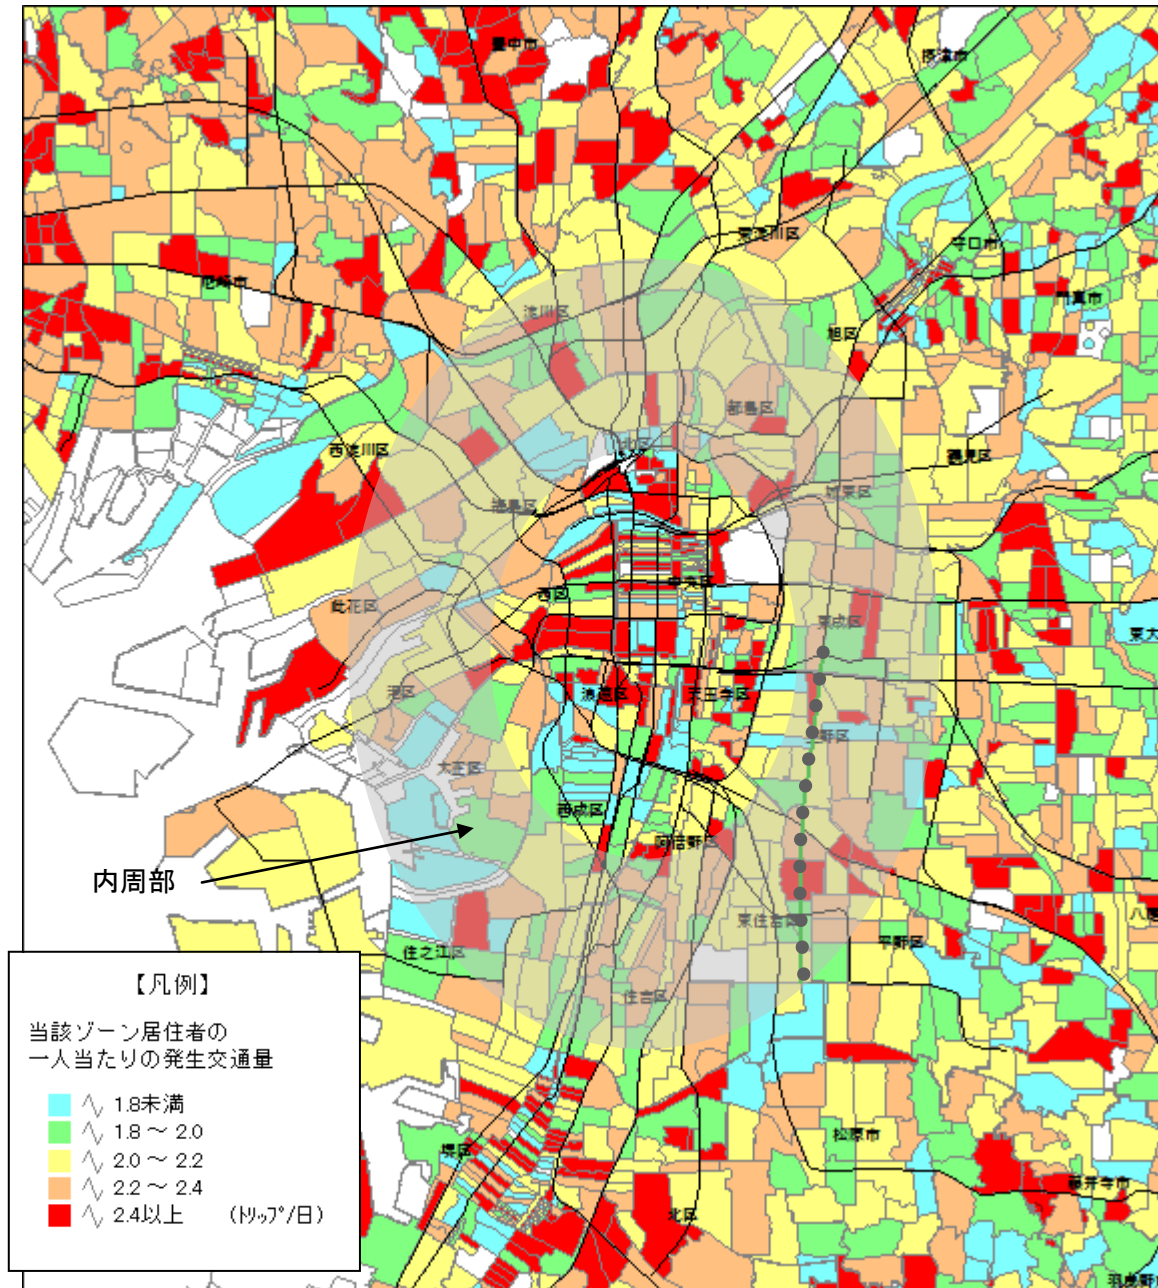 豊中市
摂津市
東淀川区
守口市
尼崎市
門真市
淀川区
旭区
都島区
北区
西淀川区
鶴見区
城東区
福島区
中央区
西区
此花区
東成区
東大
港区
浪速区
天王寺区
野区
大正区
西成区
阿倍野区
内周部
東住吉区
平野区
八尾
住之江区
住吉区
【凡例】
当該ゾーン居住者の
一人当たりの発生交通量
1.8未満
1.8 ～ 2.0
2.0 ～ 2.2
2.2 ～ 2.4
2.4以上 (ﾄﾘｯﾌﾟ/日)
松原市
堺区
藤井寺市
北区
羽曳野